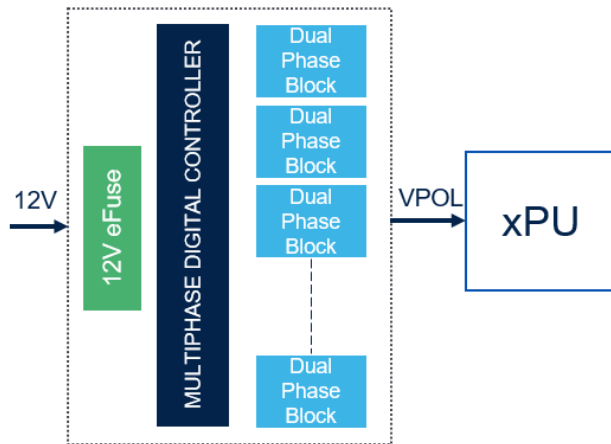 12V
12V eFuse
MULTIPHASE DIGITAL CONTROLLER
Dual
Phase
Block
Dual
Phase
Block
Dual
Phase
Block
Dual
Phase
Block
VPOL
xPU